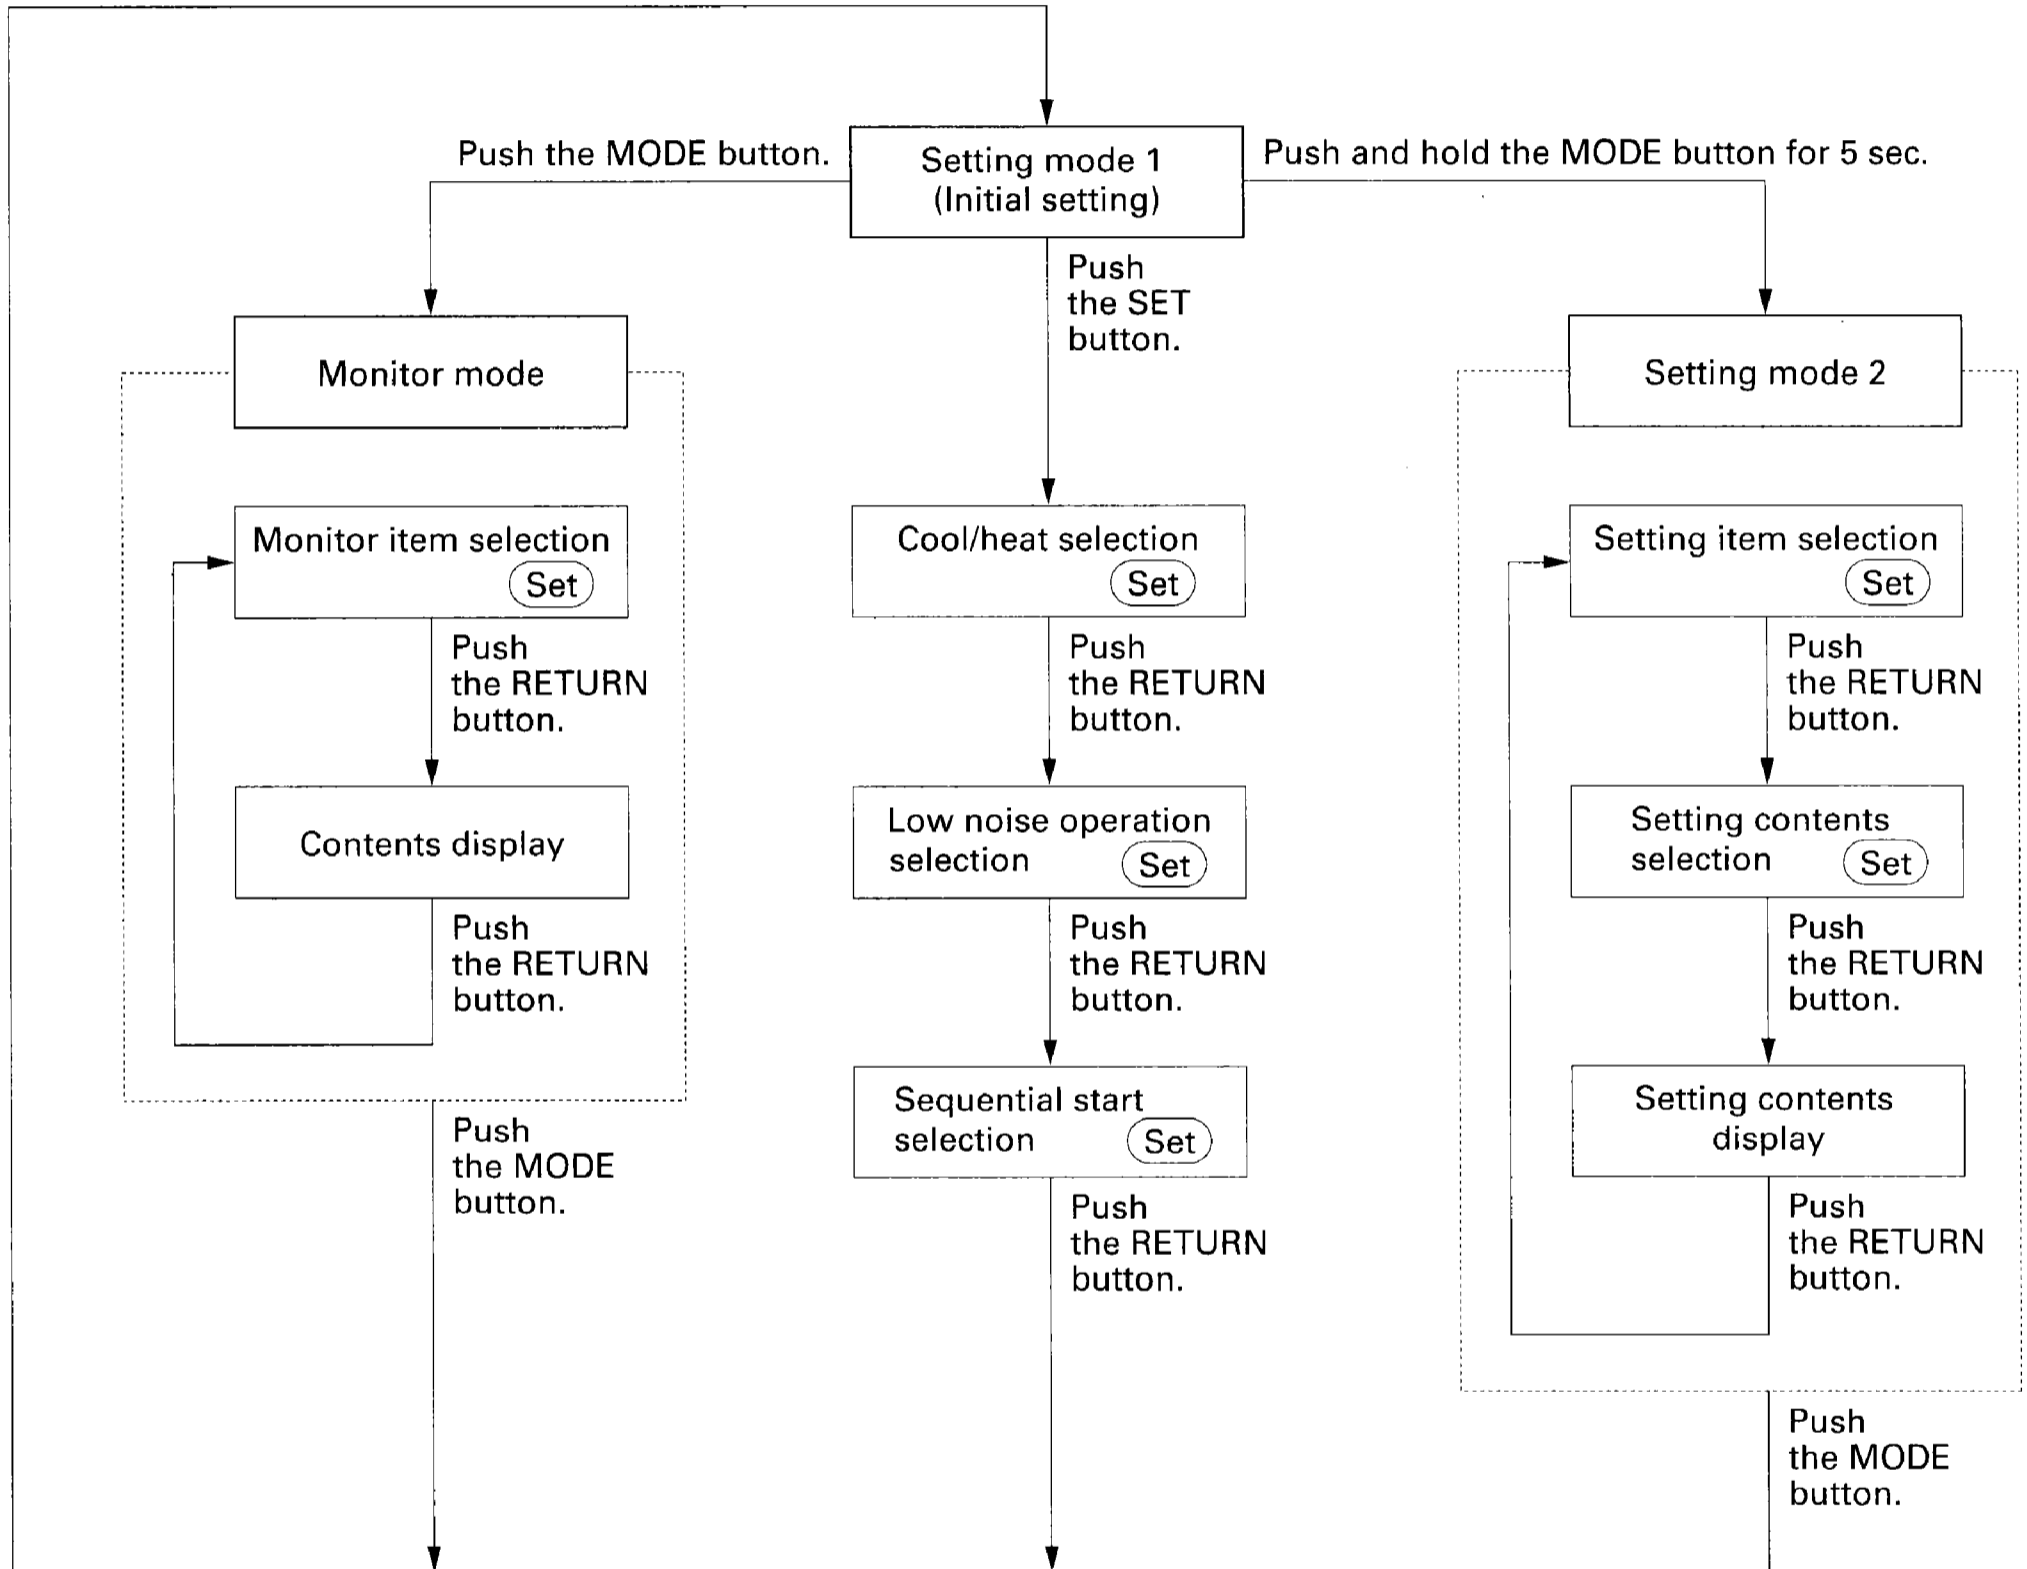 Push the MODE button.
Setting mode 1
(Initial setting)
Push and hold the MODE button for 5 sec.
Push
the SET
button.
Monitor mode
Setting mode 2
Monitor item selection
Set
Cool/heat selection
Set
Setting item selection
Set
Push
the RETURN
button.
Push
the RETURN
button.
Push
the RETURN
button.
Contents display
Low noise operation
selection Set
Setting contents
selection Set
Push
the RETURN
button.
Push
the RETURN
button.
Push
the RETURN
button.
Sequential start
selection Set
Setting contents
display
Push
the MODE
button.
Push
the RETURN
button.
Push
the RETURN
button.
Push
the MODE
button.